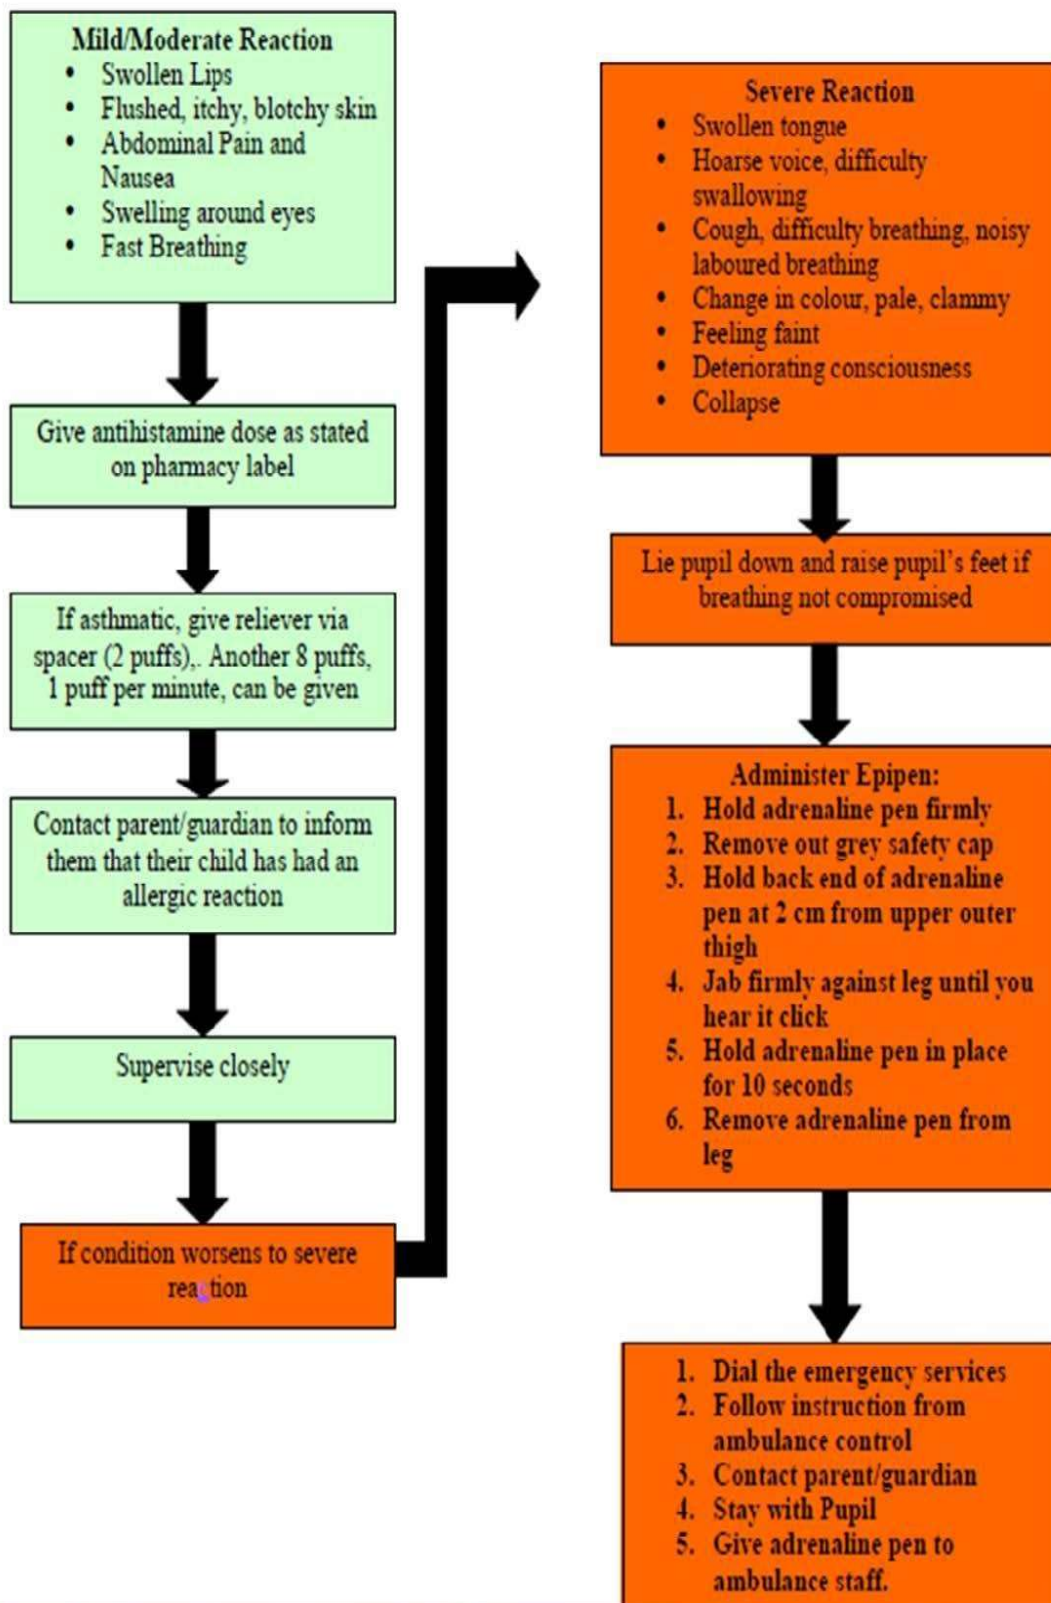 Mild/Moderate Reaction
• Swollen Lips
• Flushed, itchy, blotchy skin
• Abdominal Pain and
Nausea
• Swelling around eyes
• Fast Breathing
Give antihistamine dose as stated
on pharmacy label
If asthmatic, give reliever via
spacer (2 puffs),. Another 8 puffs,
1 puff per minute, can be given
Contact parent/guardian to inform
them that their child has had an
allergic reaction
Supervise closely
If condition worsens to severe
reaction
Severe Reaction
• Swollen tongue
• Hoarse voice, difficulty
swallowing
• Cough, difficulty breathing, noisy
laboured breathing
• Change in colour, pale, clammy
• Feeling faint
• Deteriorating consciousness
• Collapse
Lie pupil down and raise pupil’s feet if
breathing not compromised
Administer Epipen:
1. Hold adrenaline pen firmly
2. Remove out grey safety cap
3. Hold back end of adrenaline
pen at 2 cm from upper outer
thigh
4. Jab firmly against leg until you
hear it click
5. Hold adrenaline pen in place
for 10 seconds
6. Remove adrenaline pen from
leg
1. Dial the emergency services
2. Follow instruction from
ambulance control
3. Contact parent/guardian
4. Stay with Pupil
5. Give adrenaline pen to
ambulance staff.